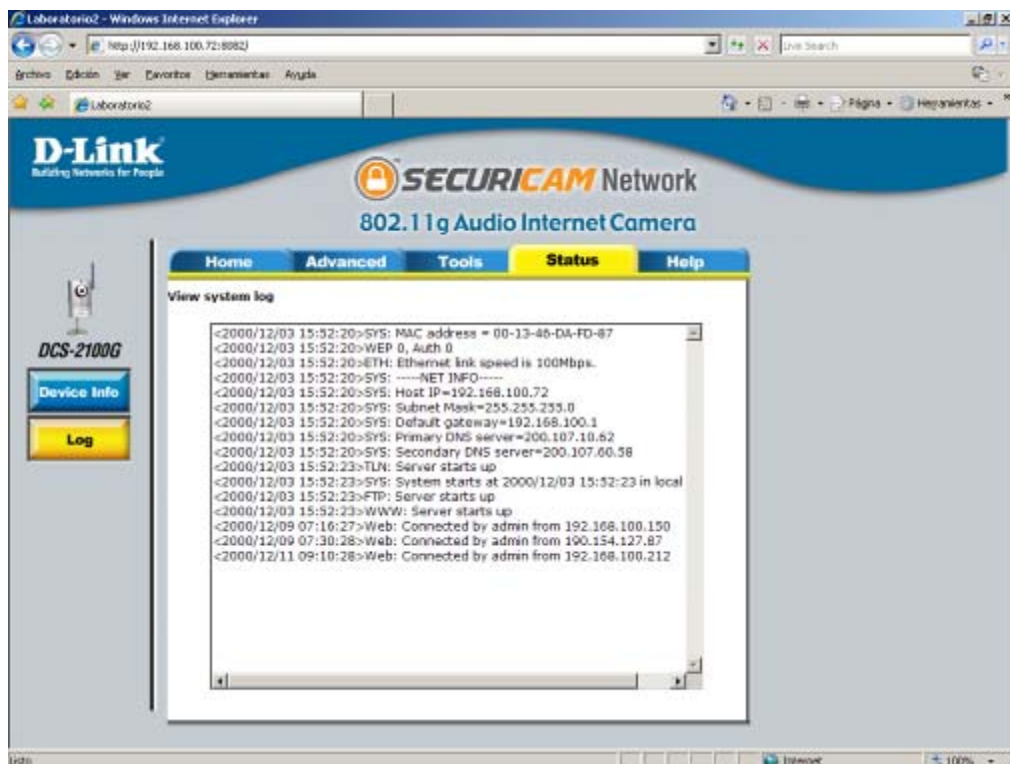 Laboratorio2 - Windows Internet Explorer
http://192.168.100.72:8082/
Live Search
Archivo Edición Ver Favoritos Herramientas Ayuda
Laboratorio2
Página
Herramientas
D-Link
Building Networks for People
SECURICAM Network
802.11g Audio Internet Camera
Home Advanced Tools Status Help
View system log
DCS-2100G
Device Info
Log
<2000/12/03 15:52:20>SYS: MAC address = 00-13-46-DA-FD-87
<2000/12/03 15:52:20>WEP 0, Auth 0
<2000/12/03 15:52:20>ETH: Ethernet link speed is 100Mbps.
<2000/12/03 15:52:20>SYS: -----NET INFO-----
<2000/12/03 15:52:20>SYS: Host IP=192.168.100.72
<2000/12/03 15:52:20>SYS: Subnet Mask=255.255.255.0
<2000/12/03 15:52:20>SYS: Default gateway=192.168.100.1
<2000/12/03 15:52:20>SYS: Primary DNS server=200.107.10.62
<2000/12/03 15:52:20>SYS: Secondary DNS server=200.107.60.58
<2000/12/03 15:52:23>TLN: Server starts up
<2000/12/03 15:52:23>SYS: System starts at 2000/12/03 15:52:23 in local
<2000/12/03 15:52:23>FTP: Server starts up
<2000/12/03 15:52:23>WWW: Server starts up
<2000/12/09 07:16:27>Web: Connected by admin from 192.168.100.150
<2000/12/09 07:30:28>Web: Connected by admin from 190.154.127.87
<2000/12/11 09:10:28>Web: Connected by admin from 192.168.100.212
Listo
Internet
100%